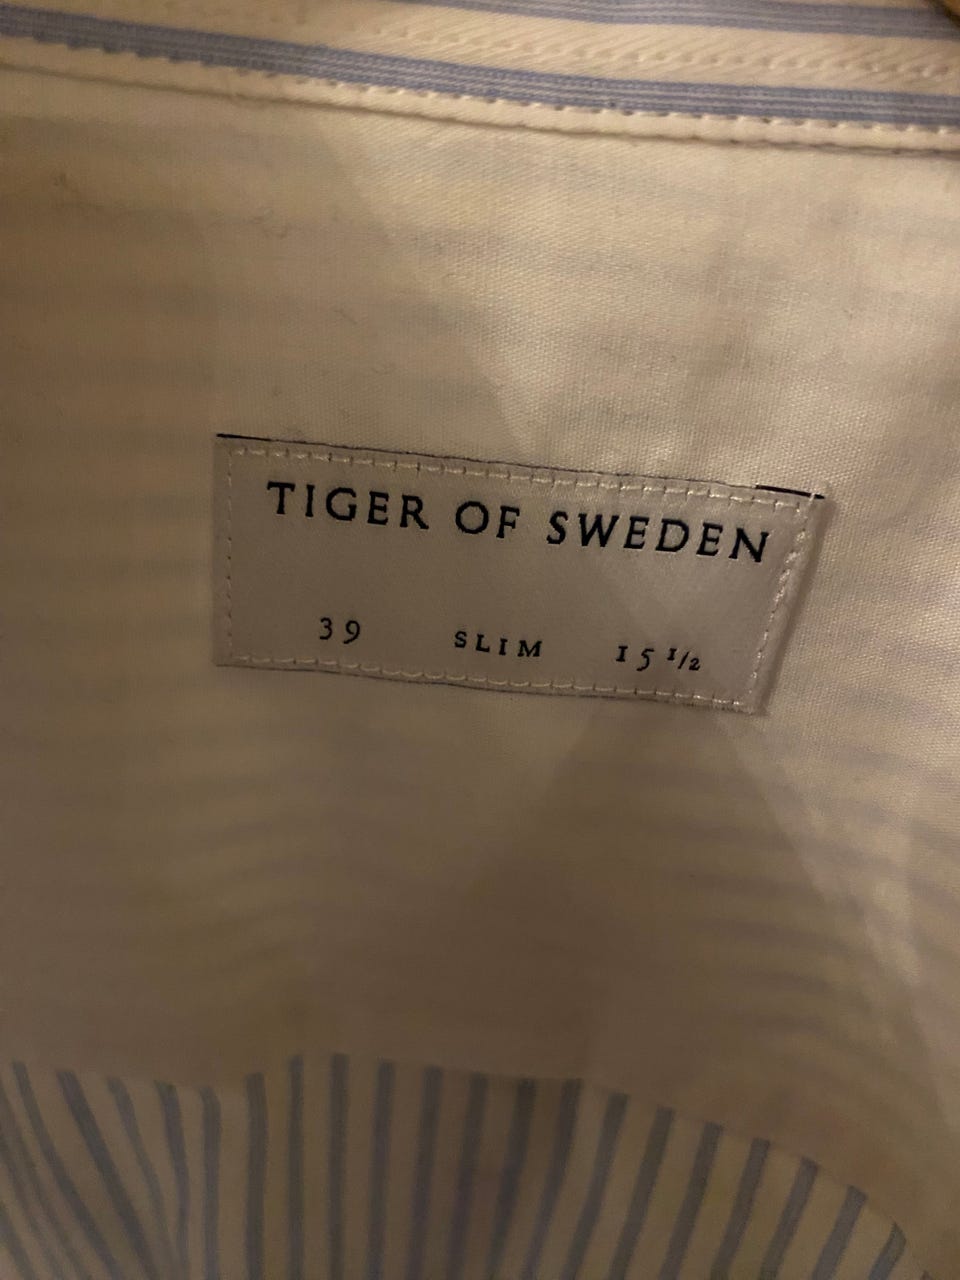 TIGER OF SWEDEN
39 SLIM 15 1/2